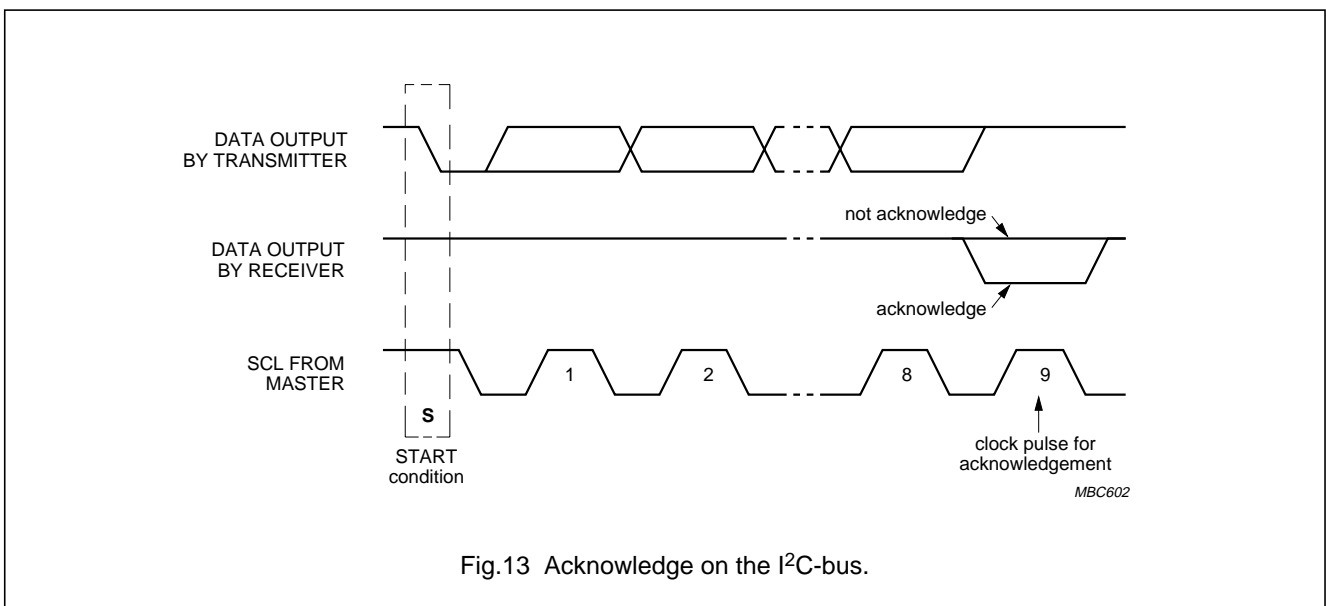 DATA OUTPUT
BY TRANSMITTER
not acknowledge
DATA OUTPUT
BY RECEIVER
acknowledge
SCL FROM
MASTER
1
2
8
9
S
START
condition
clock pulse for
acknowledgement
MBC602
Fig.13 Acknowledge on the I²C-bus.